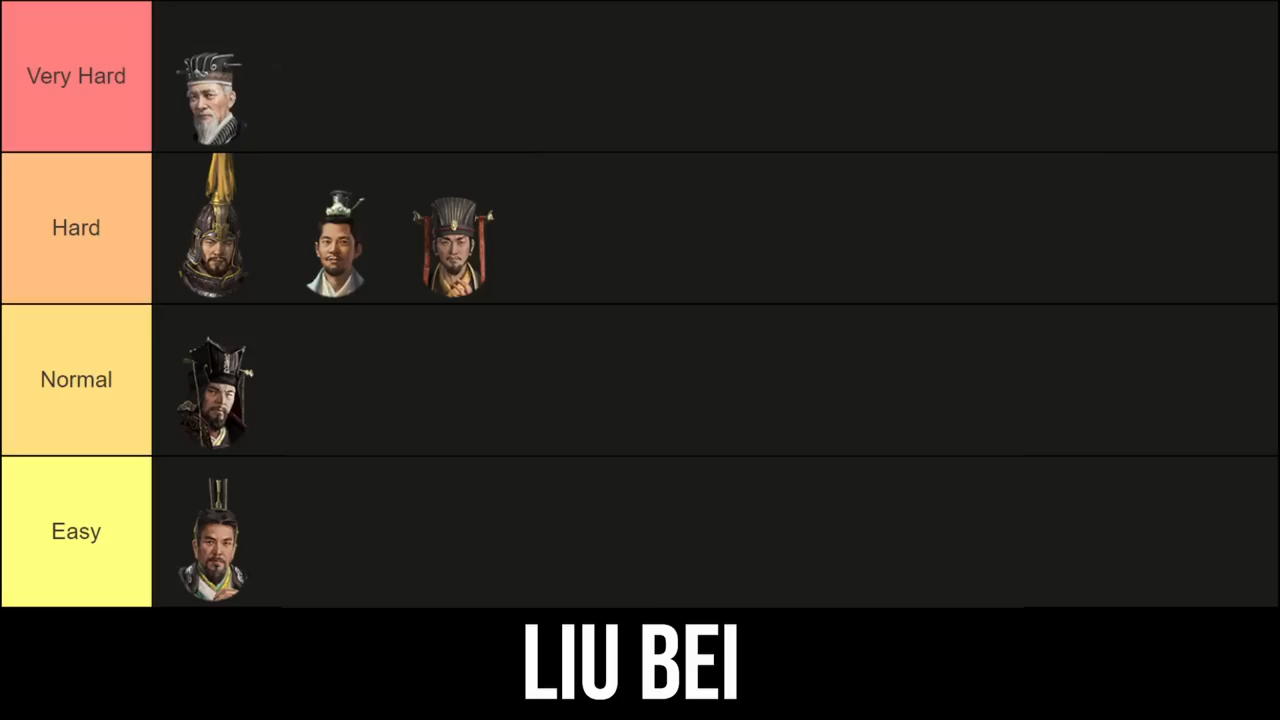 Very Hard
Hard
Normal
Easy
LIU BEI